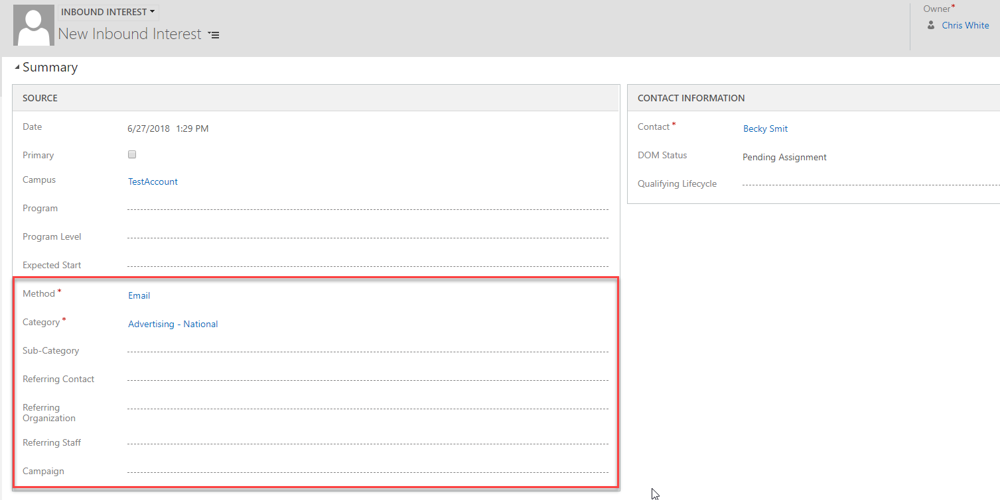 INBOUND INTEREST
New Inbound Interest
Owner*
Chris White
Summary
SOURCE
Date 6/27/2018 1:29 PM
Primary
Campus TestAccount
Program
Program Level
Expected Start
Method * Email
Category * Advertising - National
Sub-Category
Referring Contact
Referring
Organization
Referring Staff
Campaign
CONTACT INFORMATION
Contact * Becky Smit
DOM Status Pending Assignment
Qualifying Lifecycle